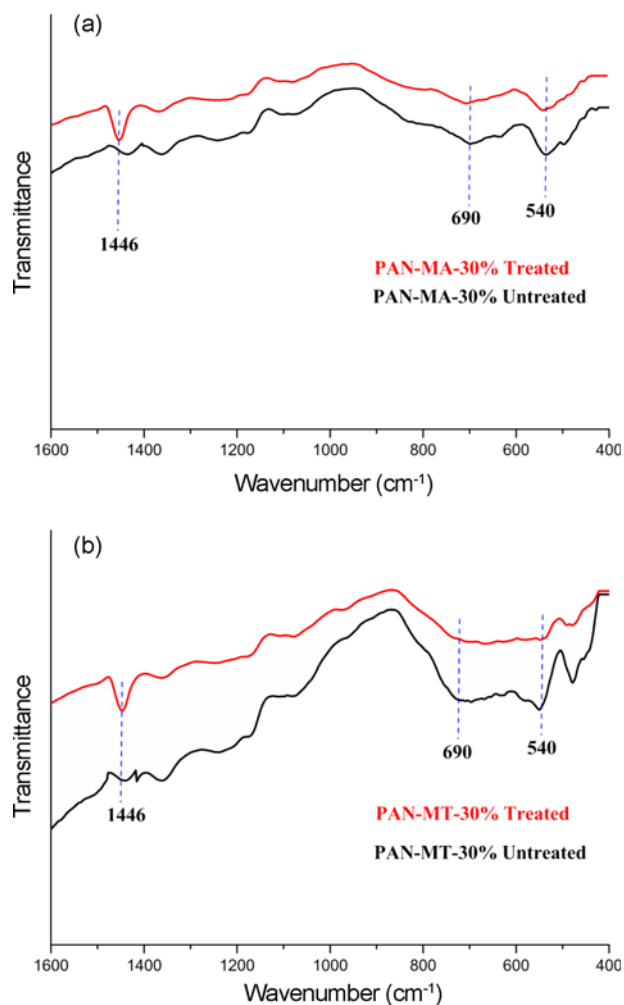 (a)
Transmittance
1446
690
540
PAN-MA-30% Treated
PAN-MA-30% Untreated
1600 1400 1200 1000 800 600 400
Wavenumber (cm⁻¹)
(b)
Transmittance
690
540
1446
PAN-MT-30% Treated
PAN-MT-30% Untreated
1600 1400 1200 1000 800 600 400
Wavenumber (cm⁻¹)